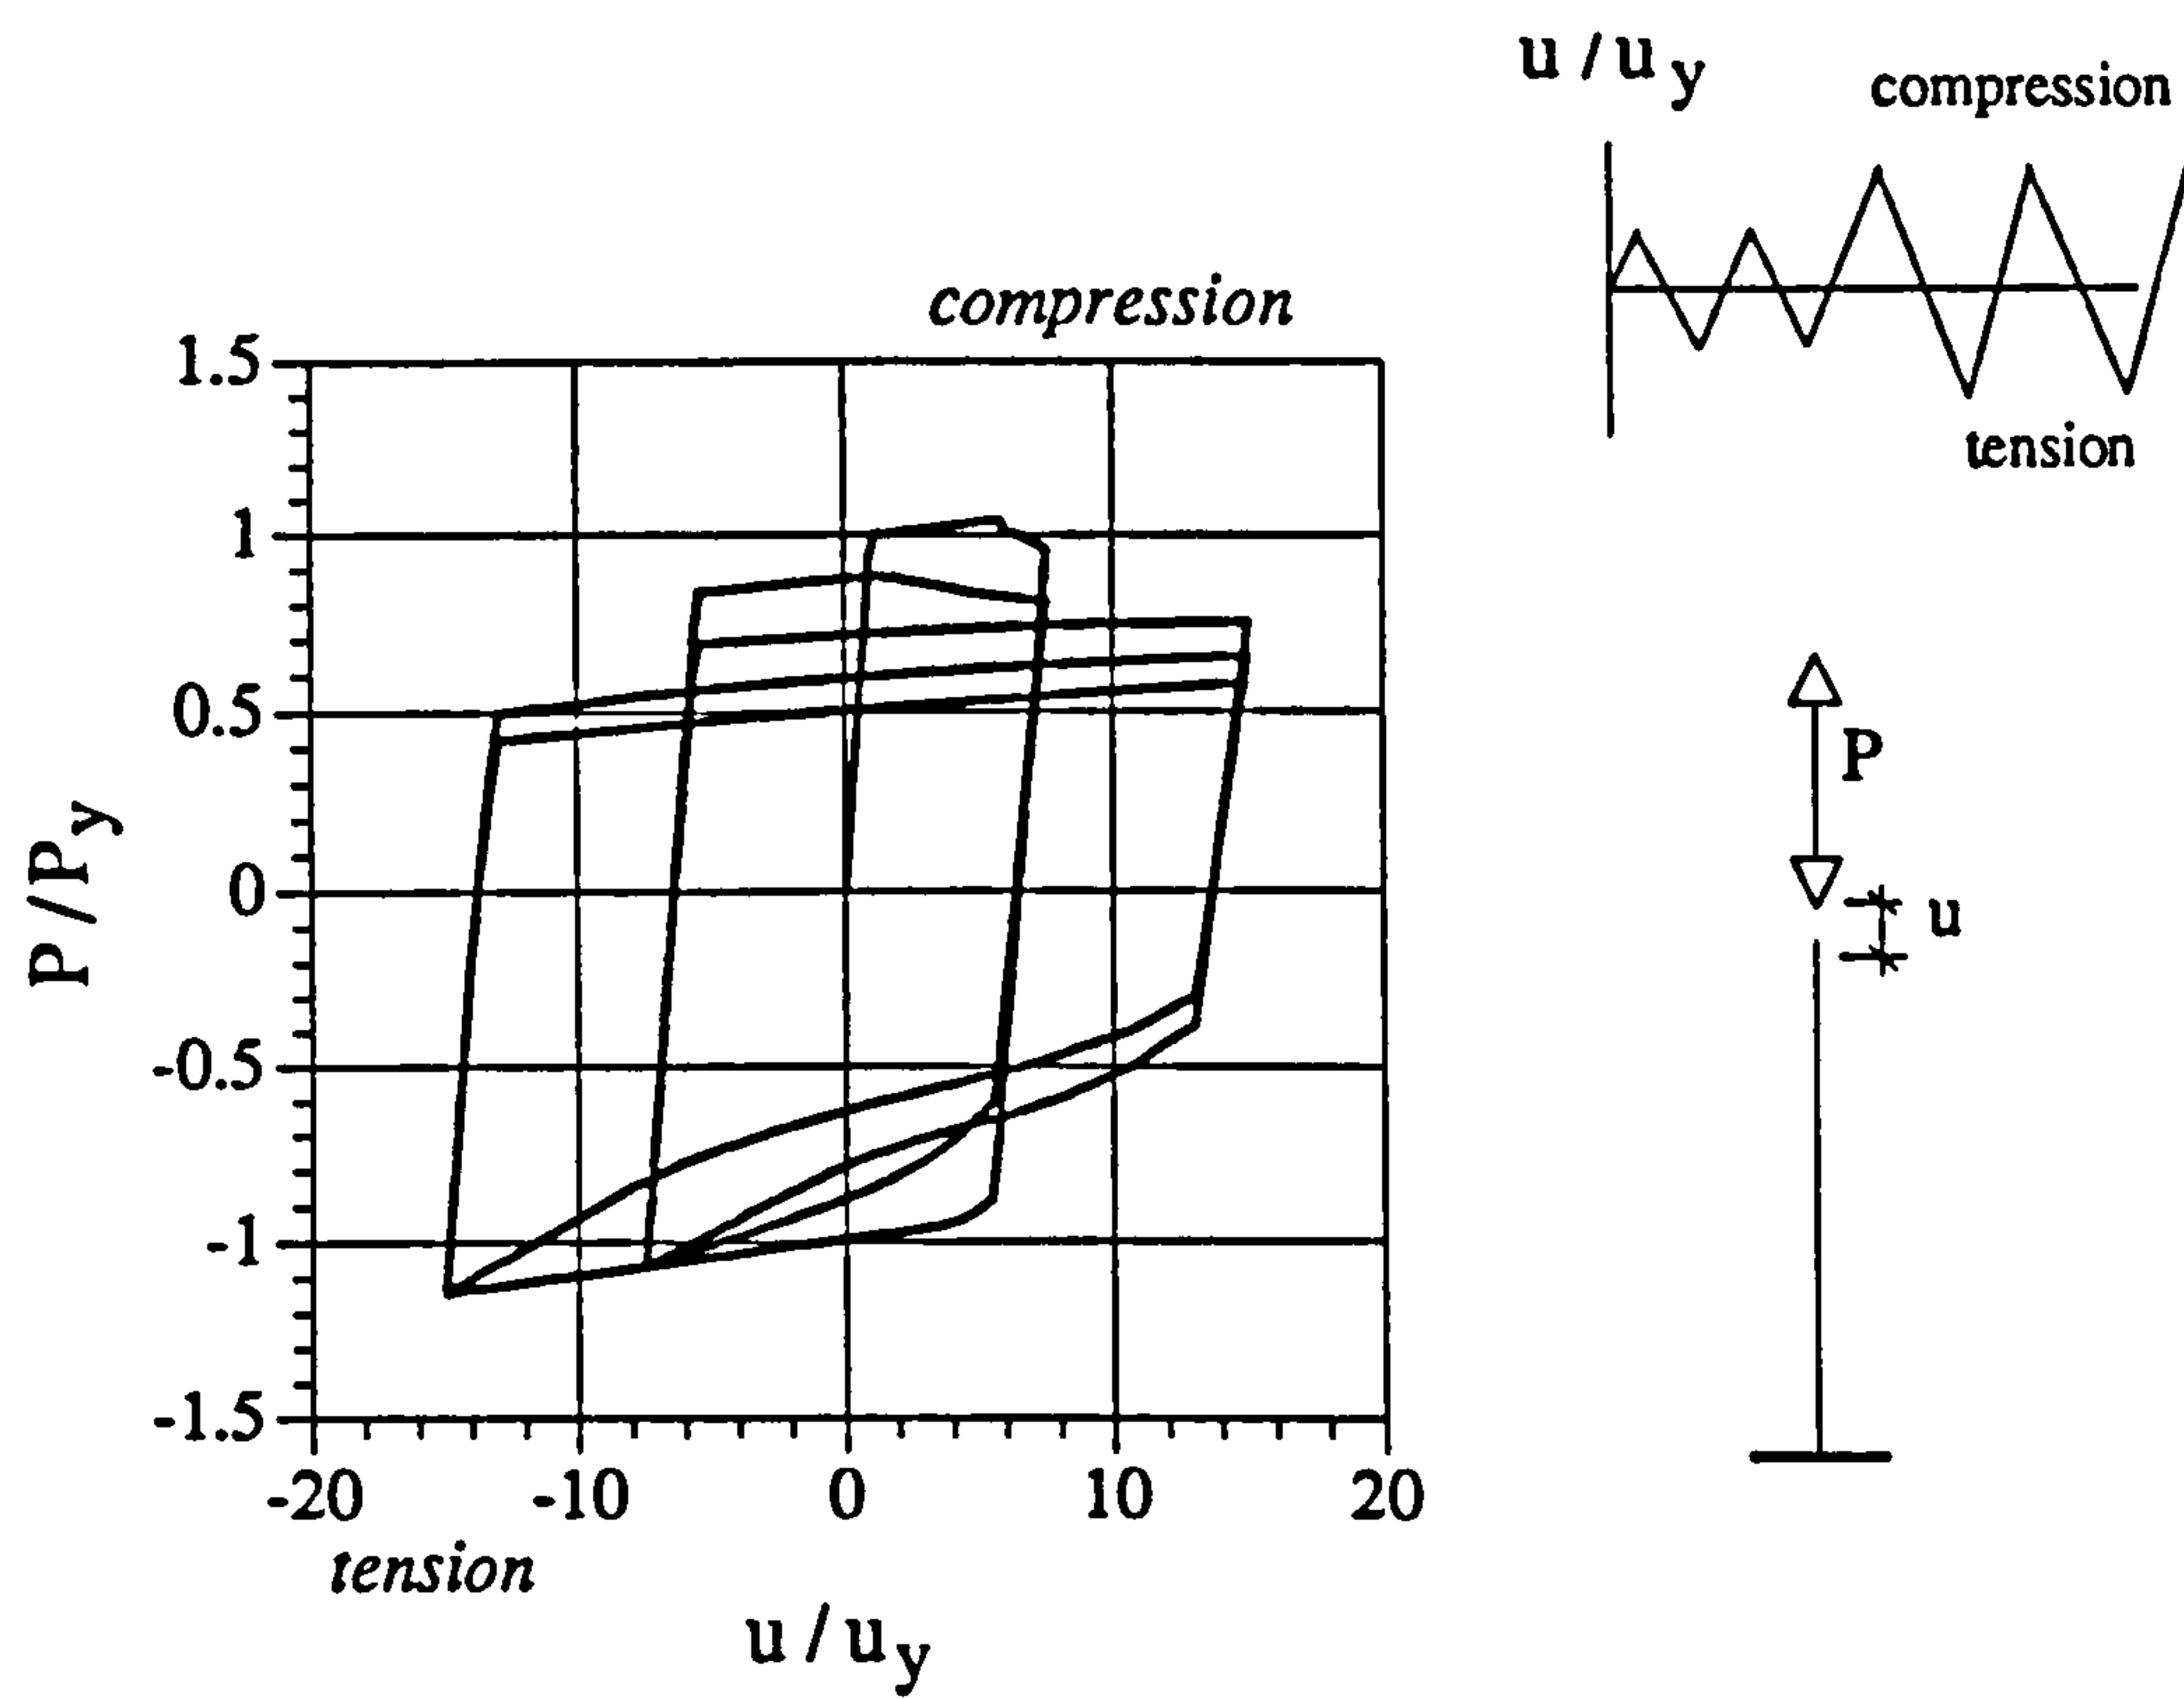 u/u y
compression
tension
compression
1.5
1
0.5
0
-0.5
-1
-1.5
P/P y
-20 -10 0 10 20
tension
u/u y
P
u